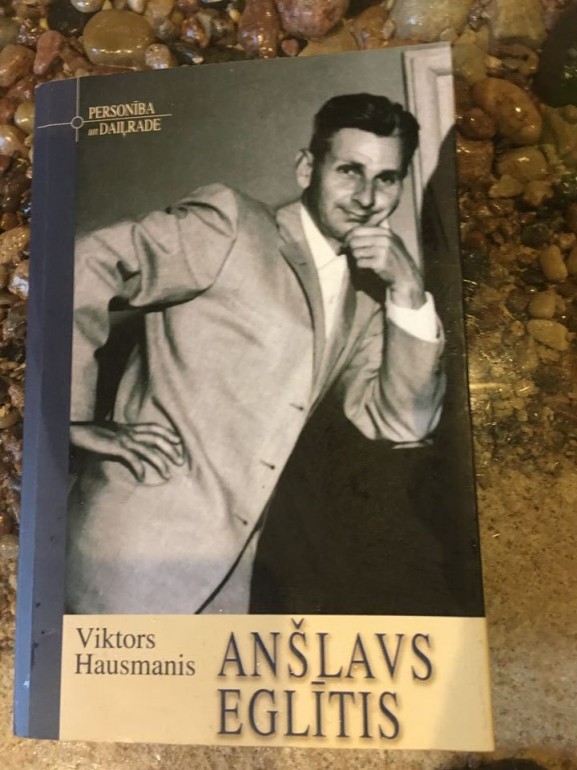 PERSONĪBA
un DAIĻRADE
Viktors
Hausmanis
ANŠLAVS
EGLĪTIS